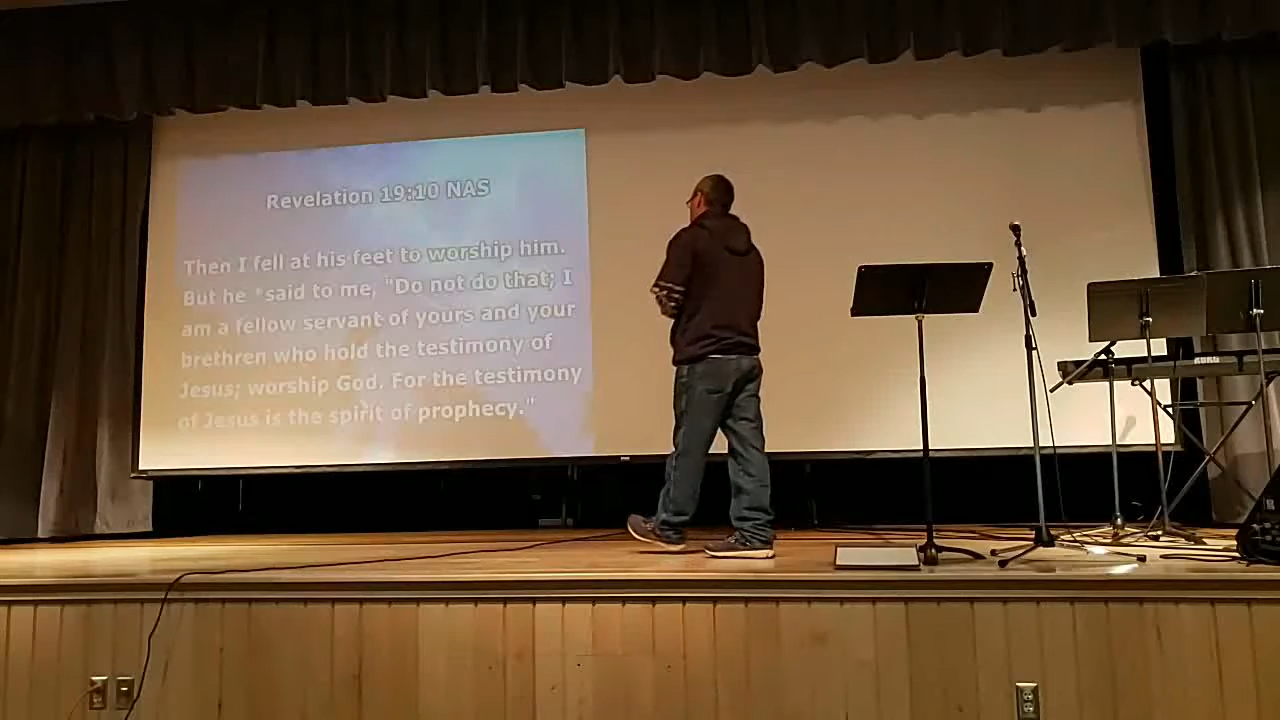 Revelation 19:10 NAS
Then I fell at his feet to worship him.
But he *said to me, "Do not do that; I
am a fellow servant of yours and your
brethren who hold the testimony of
Jesus; worship God. For the testimony
of Jesus is the spirit of prophecy."
KORG